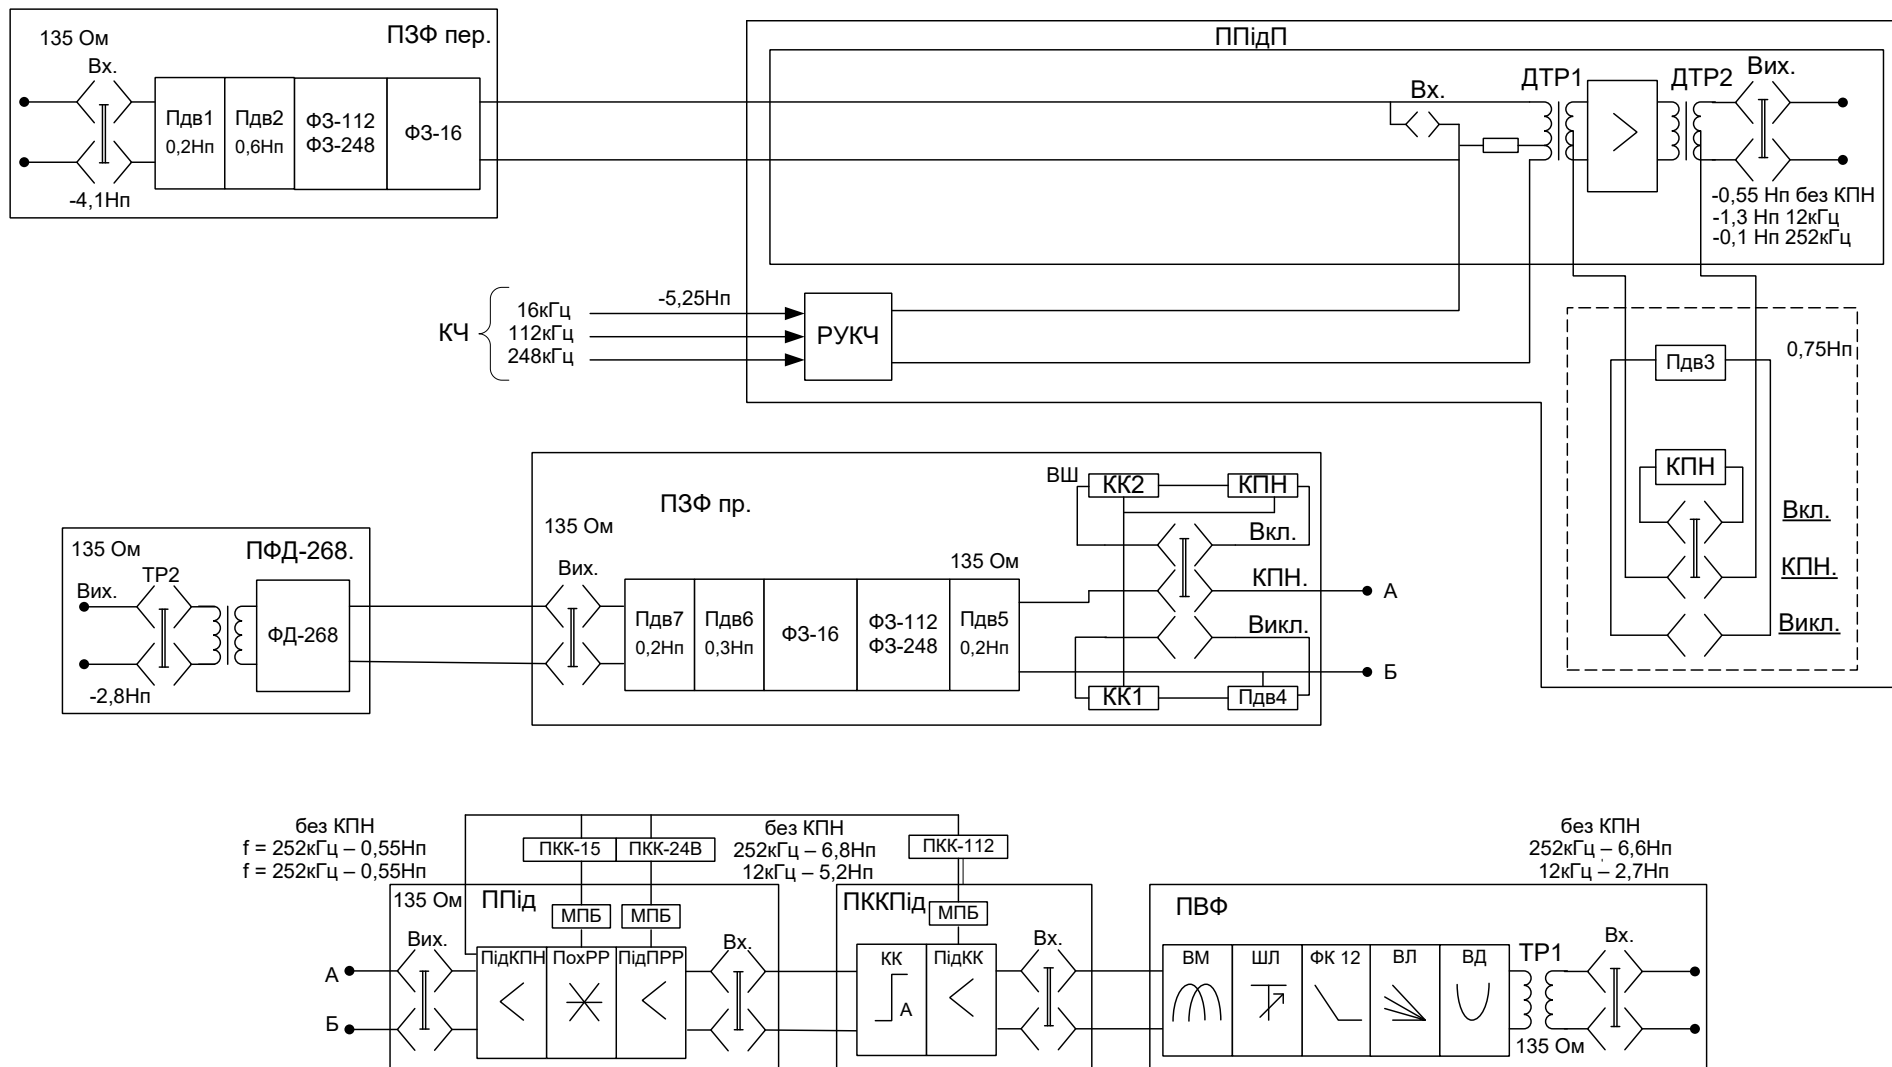 ПЗФ пер.
135 Ом
Вх.
Пдв1
0,2Нп
Пдв2
0,6Нп
ФЗ-112
ФЗ-248
ФЗ-16
-4,1Нп
ППідП
Вх.
ДТР1
>
ДТР2
Вих.
-0,55 Нп без КПН
-1,3 Нп 12кГц
-0,1 Нп 252кГц
КЧ
16кГц
112кГц
248кГц
-5,25Нп
РУКЧ
Пдв3
0,75Нп
КПН
Вкл.
КПН.
Викл.
ПФД-268.
135 Ом
ТР2
Вих.
ФД-268
-2,8Нп
ПЗФ пр.
135 Ом
Вих.
Пдв7
0,2Нп
Пдв6
0,3Нп
ФЗ-16
ФЗ-112
ФЗ-248
135 Ом
Пдв5
0,2Нп
ВШ
КК2
КПН
Вкл.
КПН.
Викл.
КК1
Пдв4
А
Б
без КПН
f = 252кГц – 0,55Нп
f = 252кГц – 0,55Нп
135 Ом
ППід
Вих.
А
Б
ПКК-15
ПКК-24В
МПБ
МПБ
ПідКПН
ПохРР
ПідПРР
без КПН
252кГц – 6,8Нп
12кГц – 5,2Нп
Вх.
ПКК-112
ПККПід
МПБ
КК
А
ПідКК
Вх.
без КПН
252кГц – 6,6Нп
12кГц – 2,7Нп
ПВФ
ВМ
ШЛ
ФК 12
ВЛ
ВД
ТР1
135 Ом
Вх.